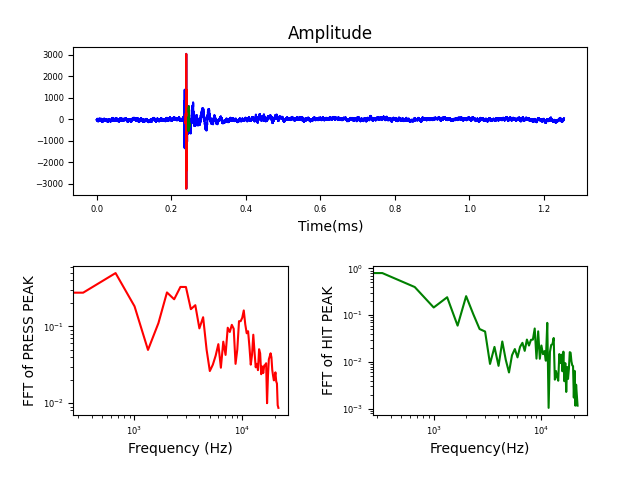 Amplitude
3000
2000
1000
0
−1000
−2000
−3000
0.0 0.2 0.4 0.6 0.8 1.0 1.2
Time(ms)
FFT of PRESS PEAK
10⁻¹
10⁻²
10³ 10⁴
Frequency (Hz)
FFT of HIT PEAK
10⁰
10⁻¹
10⁻²
10⁻³
10³ 10⁴
Frequency(Hz)